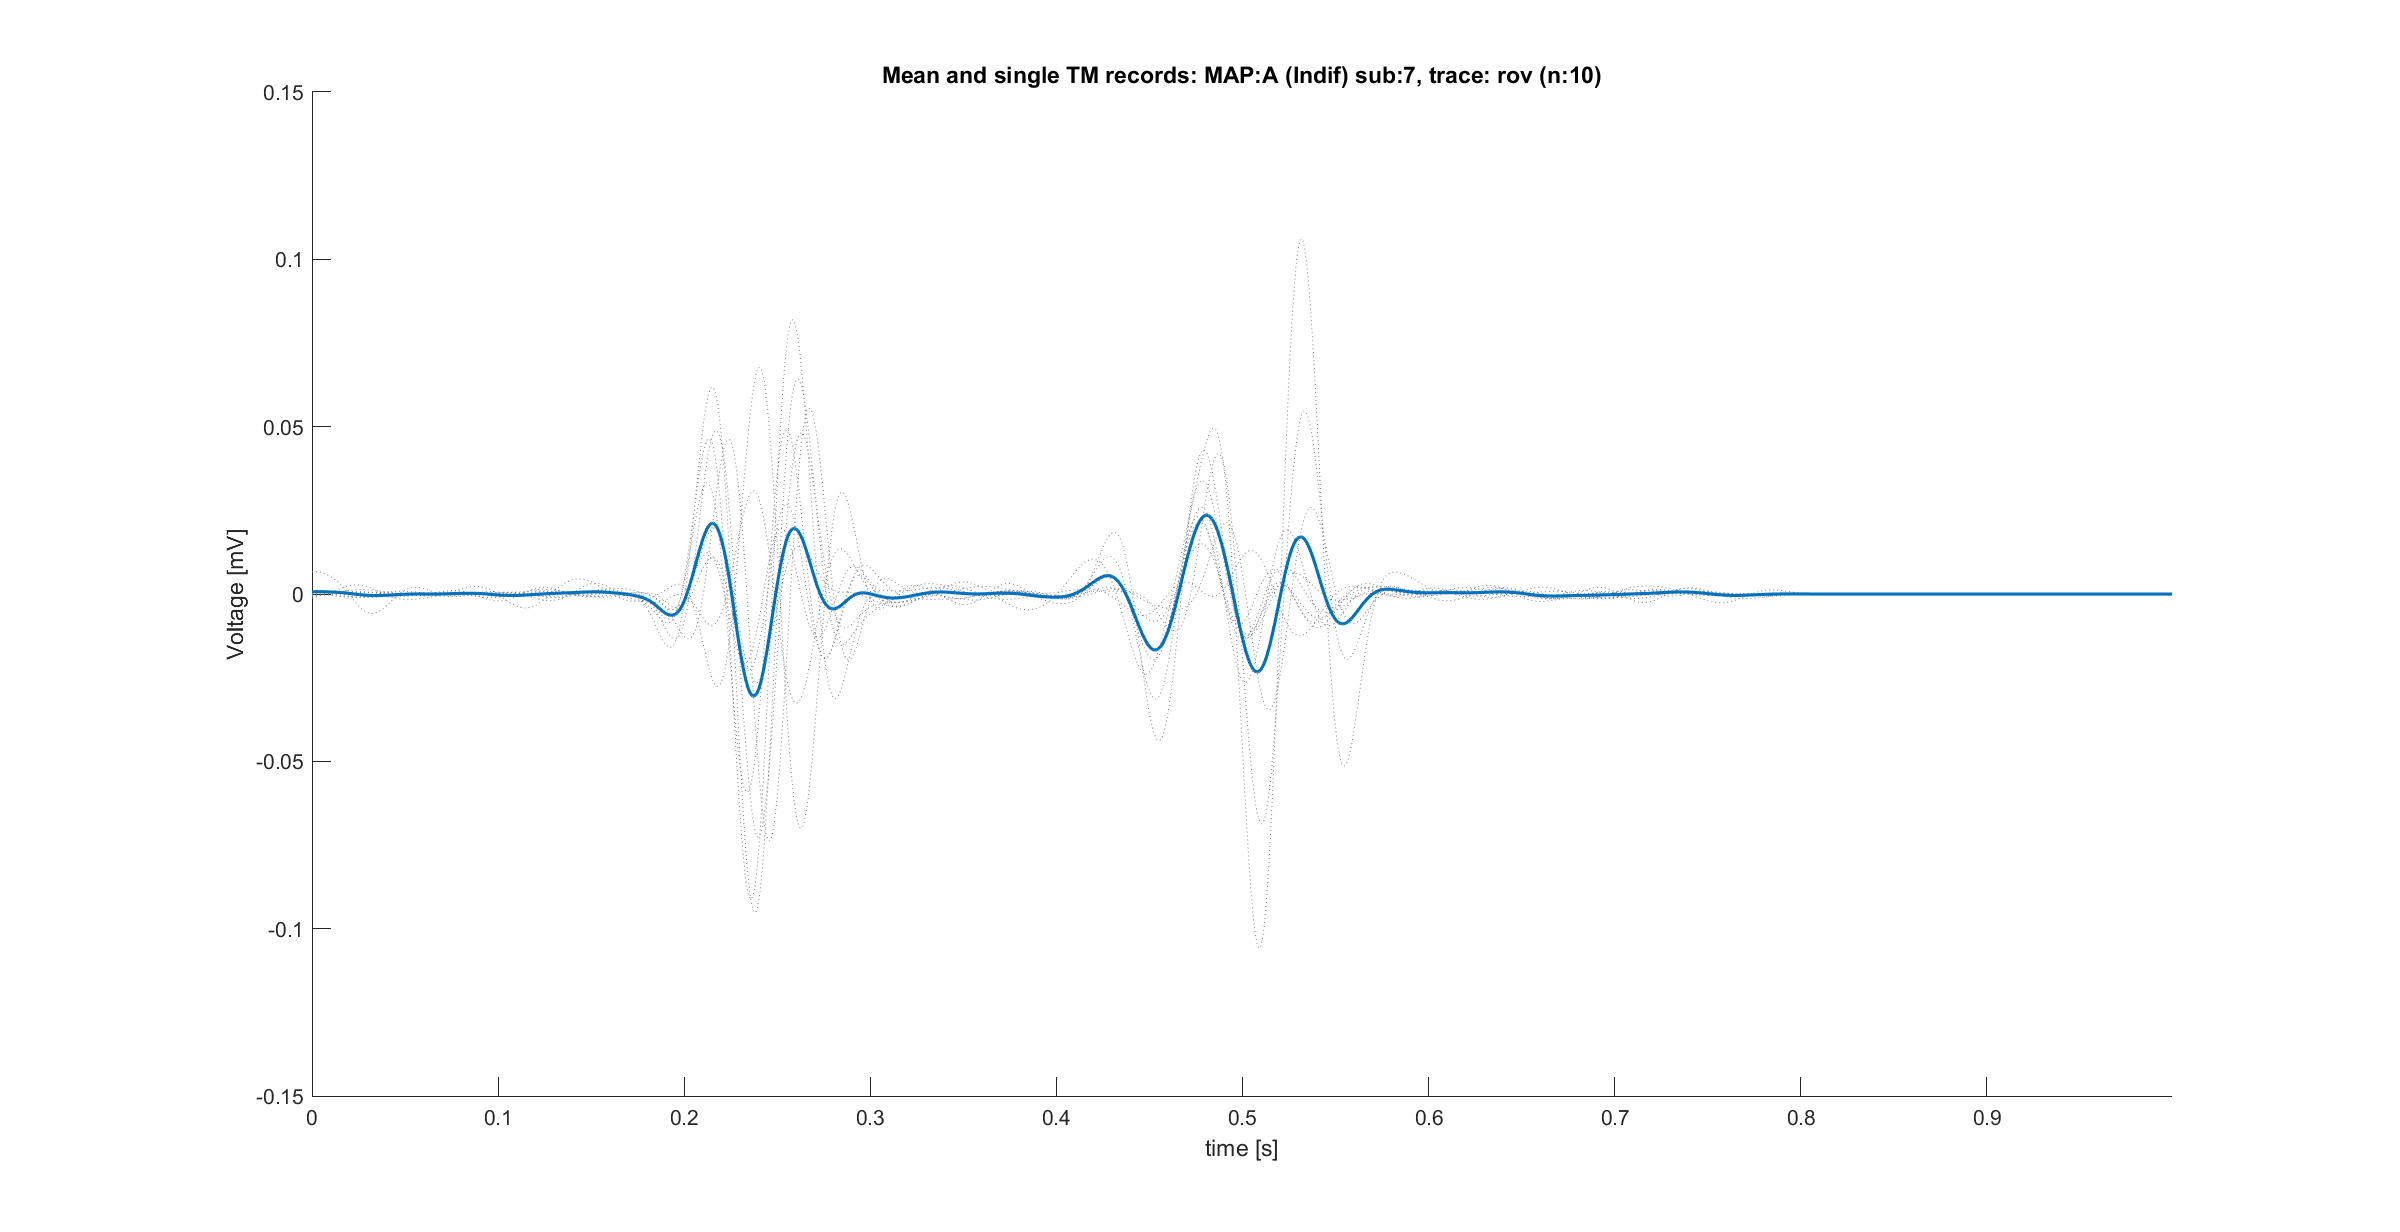 Mean and single TM records: MAP:A (Indif) sub:7, trace: rov (n:10)
0.15
0.1
0.05
0
-0.05
-0.1
-0.15
Voltage [mV]
0 0.1 0.2 0.3 0.4 0.5 0.6 0.7 0.8 0.9
time [s]